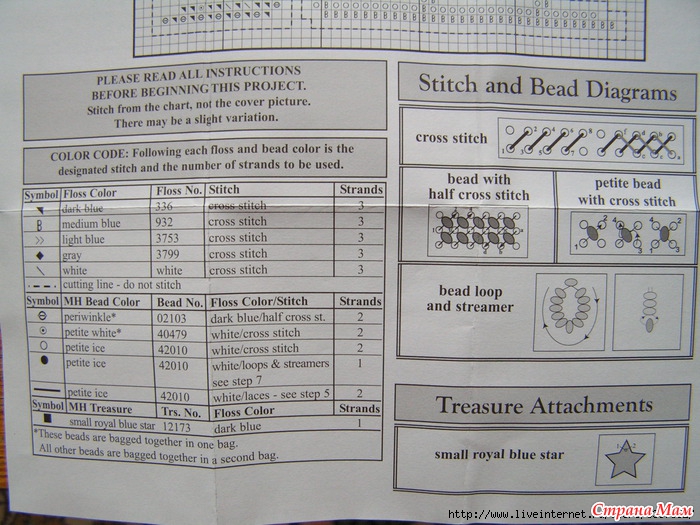 PLEASE READ ALL INSTRUCTIONS
BEFORE BEGINNING THIS PROJECT.
Stitch from the chart, not the cover picture.
There may be a slight variation.
COLOR CODE: Following each floss and bead color is the
designated stitch and the number of strands to be used.
Symbol Floss Color Floss No. Stitch Strands
dark blue 336 cross stitch 3
medium blue 932 cross stitch 3
light blue 3753 cross stitch 3
gray 3799 cross stitch 3
white white cross stitch 3
cutting line - do not stitch
Symbol MH Bead Color Bead No. Floss Color/Stitch Strands
periwinkle* 02103 dark blue/half cross st. 2
petite white* 40479 white/cross stitch 2
petite ice 42010 white/cross stitch 2
petite ice 42010 white/loops & streamers 1
see step 7
petite ice 42010 white/laces - see step 5 2
Symbol MH Treasure Trs. No. Floss Color Strands
small royal blue star 12173 dark blue 1
*These beads are bagged together in one bag.
All other beads are bagged together in a second bag.
Stitch and Bead Diagrams
cross stitch
bead with
half cross stitch
petite bead
with cross stitch
bead loop
and streamer
Treasure Attachments
small royal blue star
http://www.liveinternet.
Страна Мам